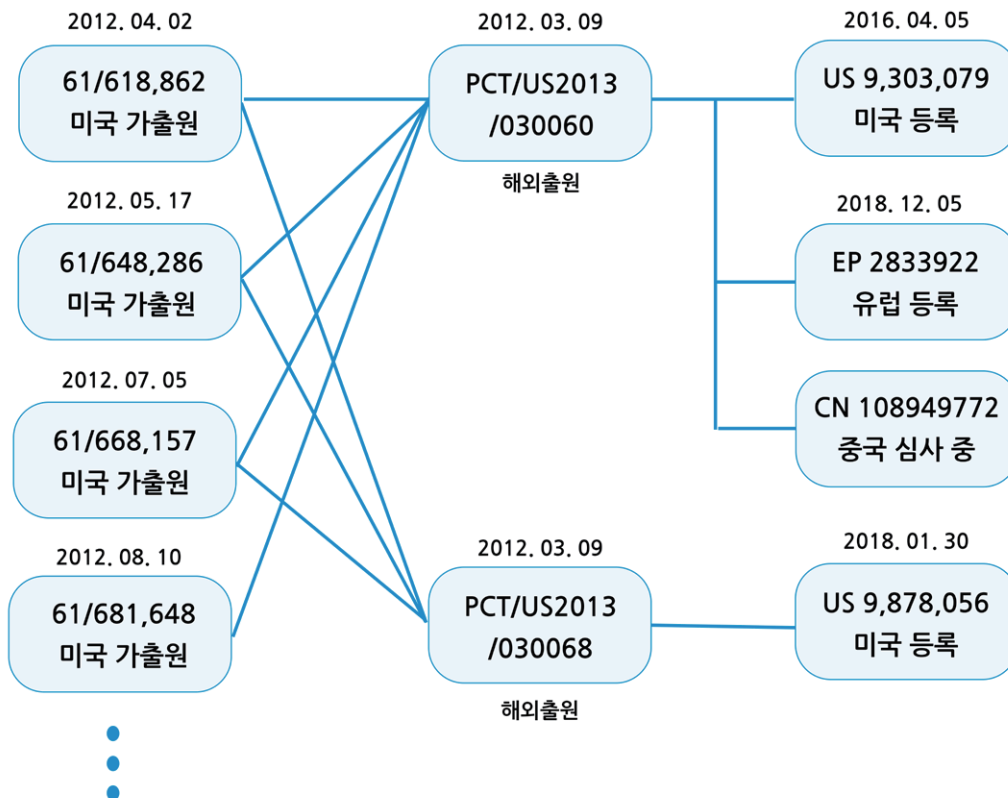 2012. 04. 02
61/618,862
미국 가출원
2012. 05. 17
61/648,286
미국 가출원
2012. 07. 05
61/668,157
미국 가출원
2012. 08. 10
61/681,648
미국 가출원
2012. 03. 09
PCT/US2013
/030060
해외출원
2012. 03. 09
PCT/US2013
/030068
해외출원
2016. 04. 05
US 9,303,079
미국 등록
2018. 12. 05
EP 2833922
유럽 등록
CN 108949772
중국 심사 중
2018. 01. 30
US 9,878,056
미국 등록